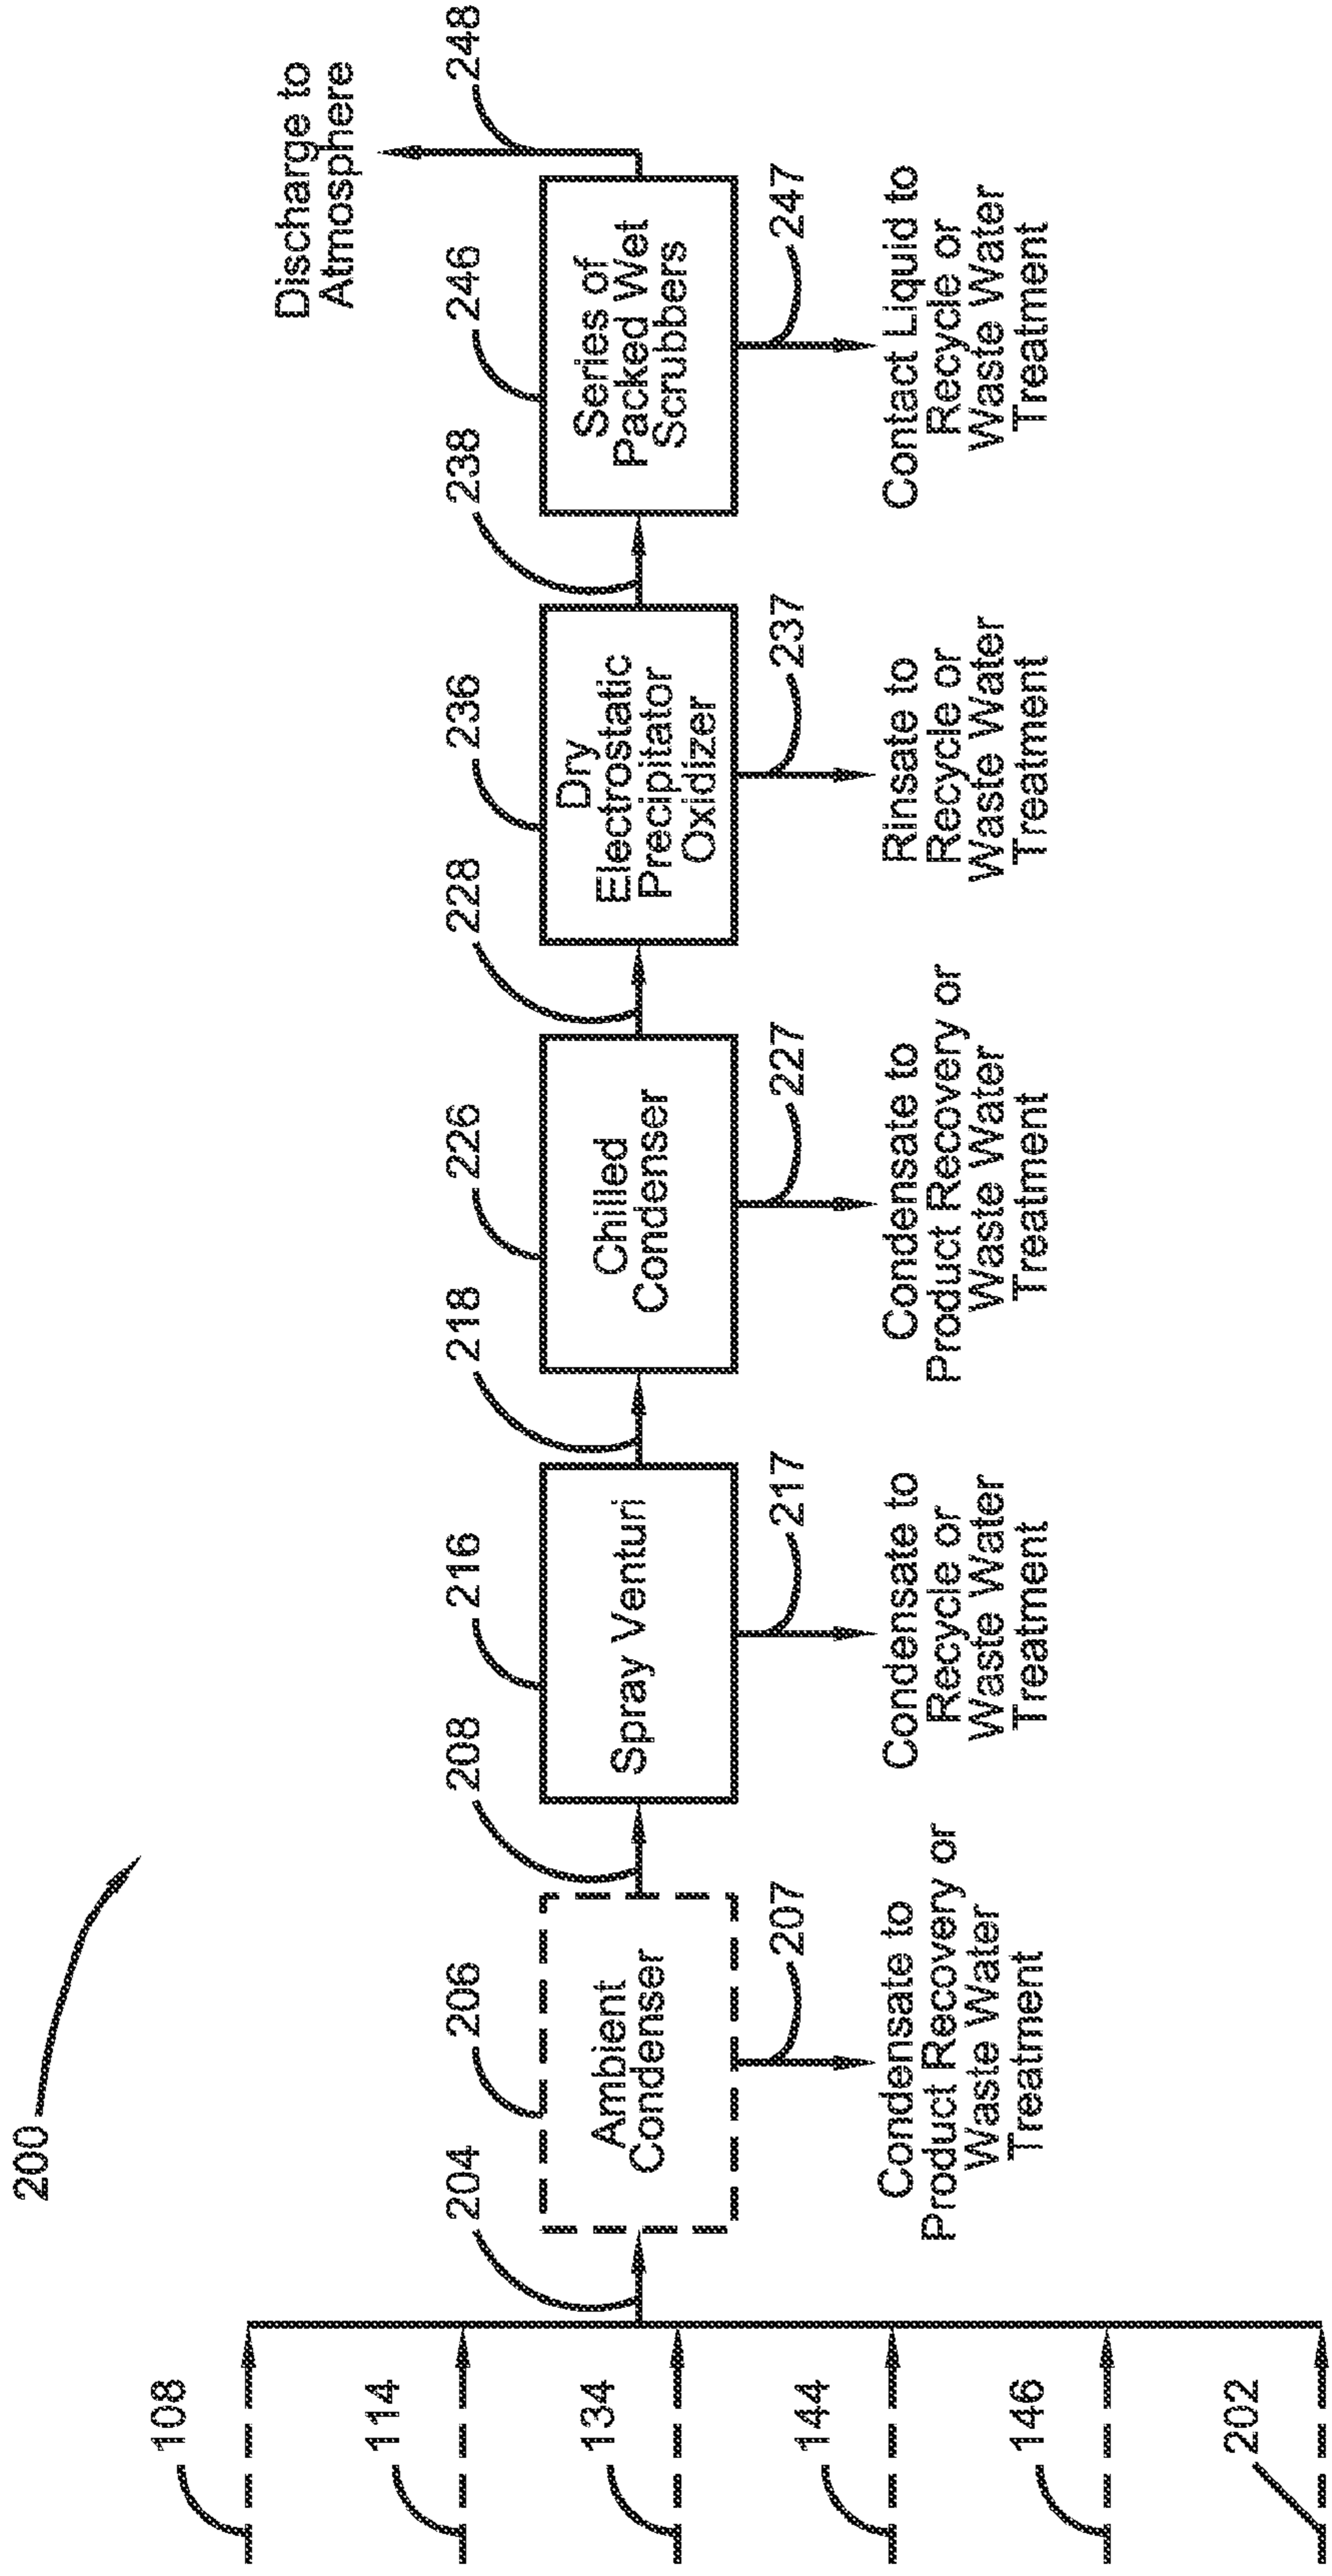 200
108
114
134
144
146
202
204
206
Ambient
Condenser
207
Condensate to
Product Recovery or
Waste Water
Treatment
208
216
Spray Venturi
217
Condensate to
Recycle or
Waste Water
Treatment
218
226
Chilled
Condenser
227
Condensate to
Product Recovery or
Waste Water
Treatment
228
236
Dry
Electrostatic
Precipitator
Oxidizer
237
Rinsate to
Recycle or
Waste Water
Treatment
238
246
Series of
Packed Wet
Scrubbers
247
Contact Liquid to
Recycle or
Waste Water
Treatment
248
Discharge to
Atmosphere